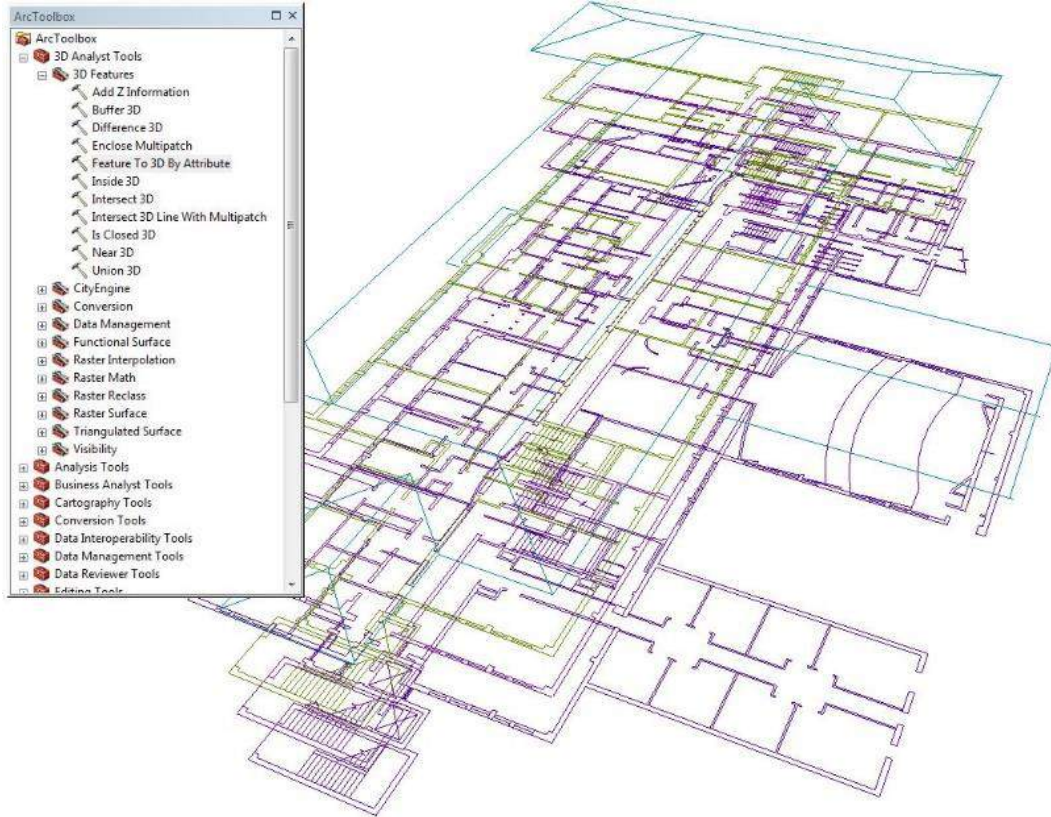 ArcToolbox
ArcToolbox
3D Analyst Tools
3D Features
Add Z Information
Buffer 3D
Difference 3D
Enclose Multipatch
Feature To 3D By Attribute
Inside 3D
Intersect 3D
Intersect 3D Line With Multipatch
Is Closed 3D
Near 3D
Union 3D
CityEngine
Conversion
Data Management
Functional Surface
Raster Interpolation
Raster Math
Raster Reclass
Raster Surface
Triangulated Surface
Visibility
Analysis Tools
Business Analyst Tools
Cartography Tools
Conversion Tools
Data Interoperability Tools
Data Management Tools
Data Reviewer Tools
Editing Tools